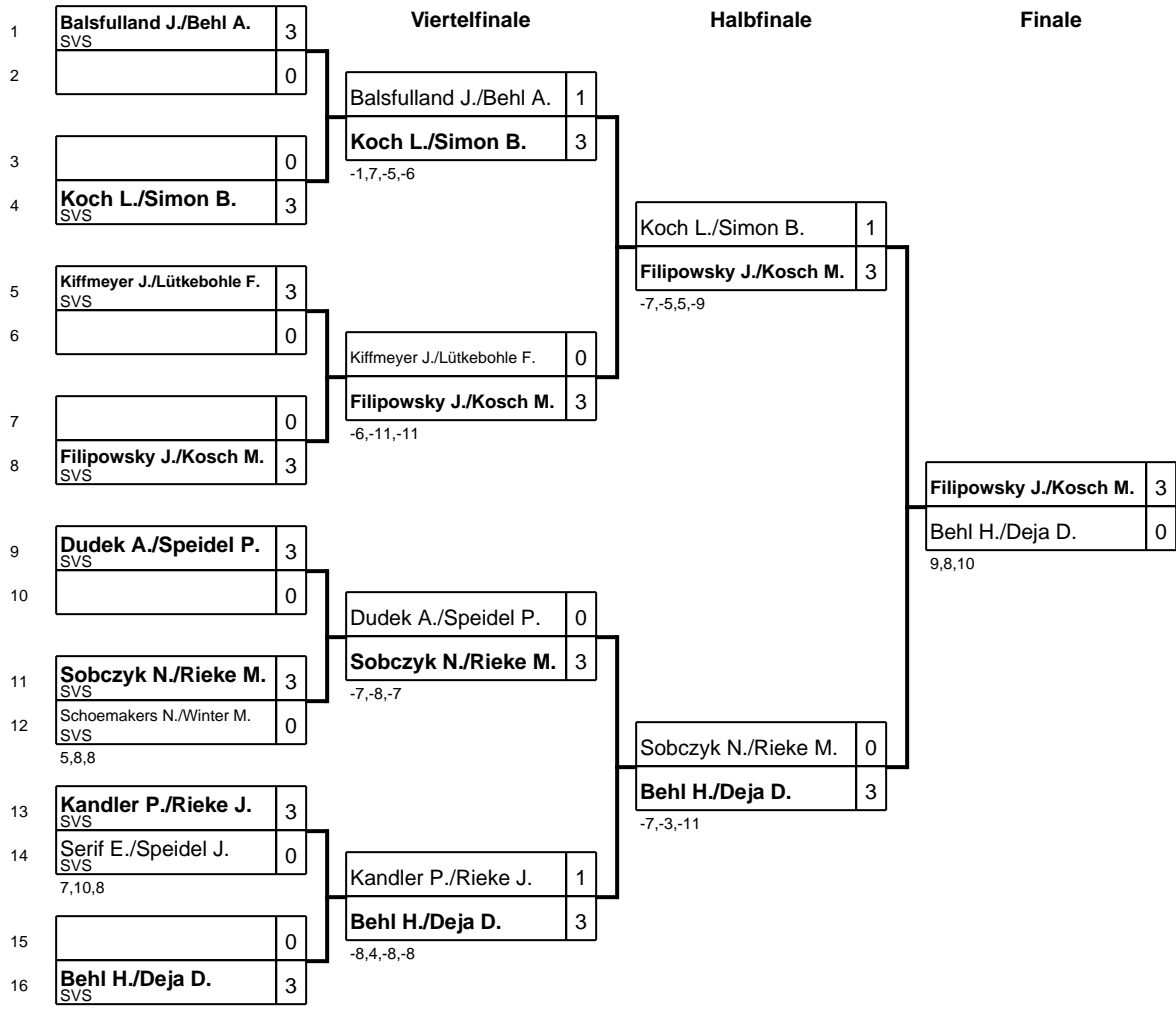 Viertelfinale Halbfinale Finale
1 Balsfulland J./Behl A. 3
SVS
2 0
3 0
4 Koch L./Simon B. 3
SVS
5 Kiffmeyer J./Lütkebohle F. 3
SVS
6 0
7 0
8 Filipowsky J./Kosch M. 3
SVS
9 Dudek A./Speidel P. 3
SVS
10 0
11 Sobczyk N./Rieke M. 3
SVS
12 Schoemakers N./Winter M. 0
SVS
5,8,8
13 Kandler P./Rieke J. 3
SVS
14 Serif E./Speidel J. 0
SVS
7,10,8
15 0
16 Behl H./Deja D. 3
SVS
Balsfulland J./Behl A. 1
Koch L./Simon B. 3
-1,7,-5,-6
Kiffmeyer J./Lütkebohle F. 0
Filipowsky J./Kosch M. 3
-6,-11,-11
Dudek A./Speidel P. 0
Sobczyk N./Rieke M. 3
-7,-8,-7
Kandler P./Rieke J. 1
Behl H./Deja D. 3
-8,4,-8,-8
Koch L./Simon B. 1
Filipowsky J./Kosch M. 3
-7,-5,5,-9
Sobczyk N./Rieke M. 0
Behl H./Deja D. 3
-7,-3,-11
Filipowsky J./Kosch M. 3
Behl H./Deja D. 0
9,8,10